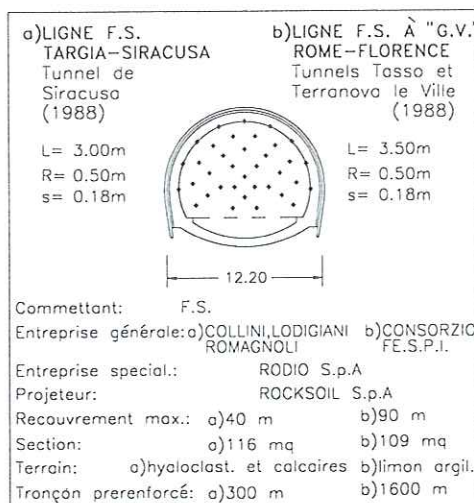 a)LIGNE F.S.
TARGIA–SIRACUSA
Tunnel de
Siracusa
(1988)
b)LIGNE F.S. À "G.V."
ROME–FLORENCE
Tunnels Tasso et
Terranova le Ville
(1988)
L= 3.00m
R= 0.50m
s= 0.18m
L= 3.50m
R= 0.50m
s= 0.18m
12.20
Commettant: F.S.
Entreprise générale: a)COLLINI,LODIGIANI b)CONSORZIO
ROMAGNOLI FE.S.P.I.
Entreprise special.: RODIO S.p.A
Projeteur: ROCKSOIL S.p.A
Recouvrement max.: a)40 m b)90 m
Section: a)116 mq b)109 mq
Terrain: a)hyaloclast. et calcaires b)limon argil.
Tronçon prerenforcé: a)300 m b)1600 m